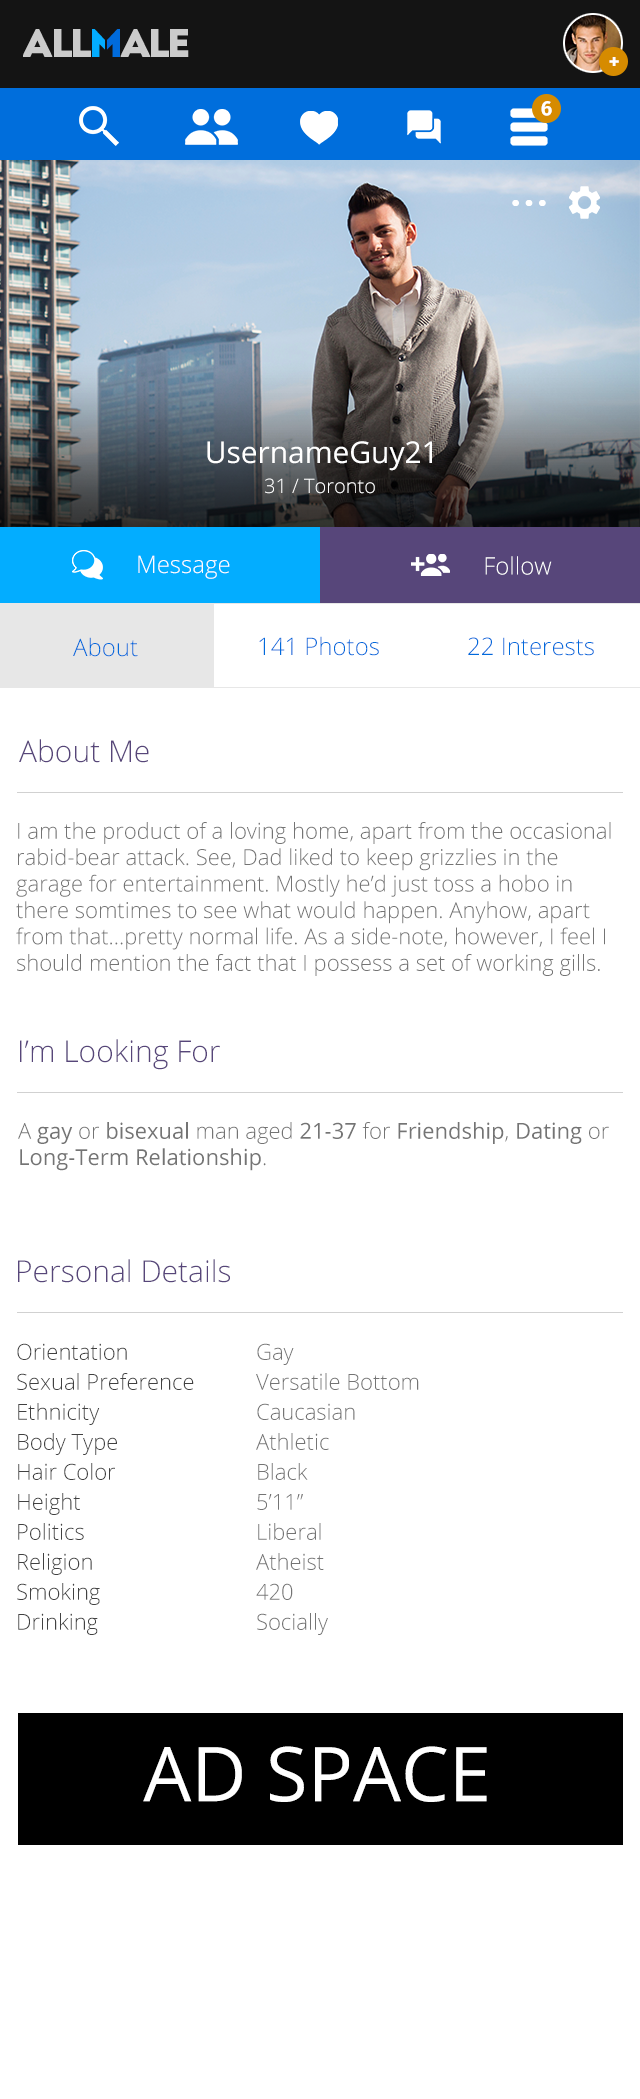 ALLMALE
6
UsernameGuy21
31 / Toronto
Message
Follow
About
141 Photos
22 Interests
About Me
I am the product of a loving home, apart from the occasional
rabid-bear attack. See, Dad liked to keep grizzlies in the
garage for entertainment. Mostly he’d just toss a hobo in
there somtimes to see what would happen. Anyhow, apart
from that...pretty normal life. As a side-note, however, I feel I
should mention the fact that I possess a set of working gills.
I’m Looking For
A gay or bisexual man aged 21-37 for Friendship, Dating or
Long-Term Relationship.
Personal Details
Orientation Gay
Sexual Preference Versatile Bottom
Ethnicity Caucasian
Body Type Athletic
Hair Color Black
Height 5’11”
Politics Liberal
Religion Atheist
Smoking 420
Drinking Socially
AD SPACE